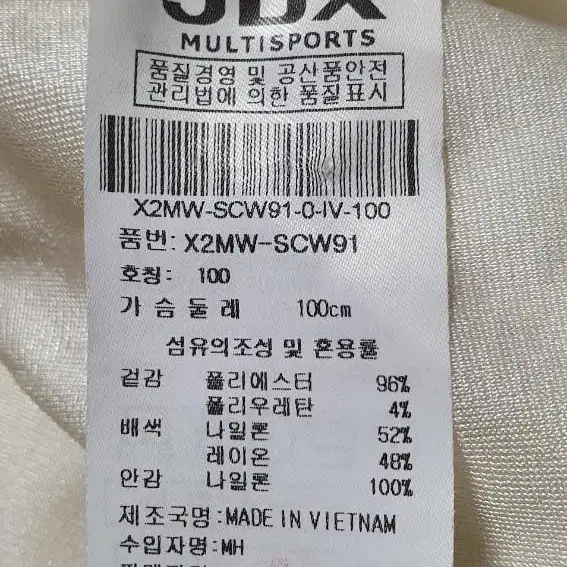 JDX
MULTISPORTS
품질경영 및 공산품안전
관리법에 의한 품질표시
X2MW-SCW91-0-IV-100
품번: X2MW-SCW91
호칭: 100
가슴둘레 100cm
섬유의조성 및 혼용률
겉감 폴리에스터 96%
폴리우레탄 4%
배색 나일론 52%
레이온 48%
안감 나일론 100%
제조국명:MADE IN VIETNAM
수입자명:MH